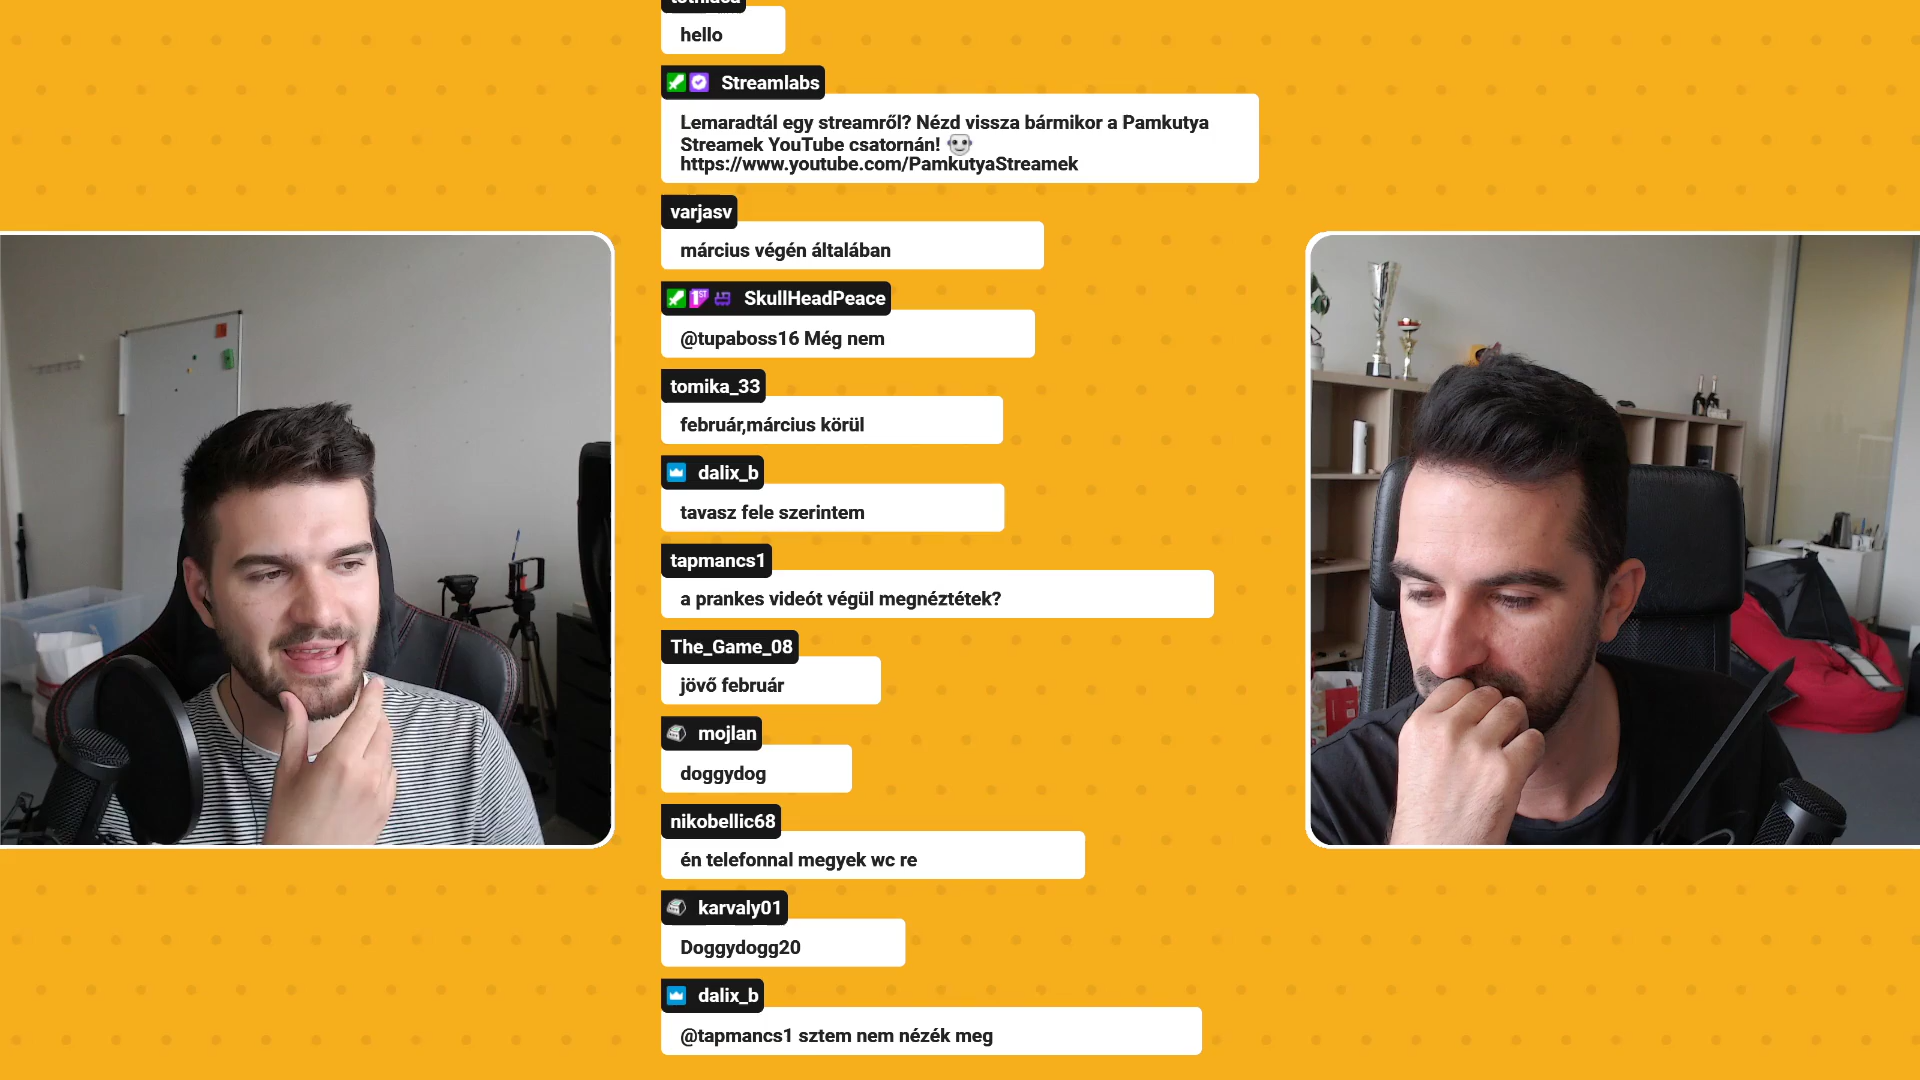 hello
Streamlabs
Lemaradtál egy streamről? Nézd vissza bármikor a Pamkutya
Streamek YouTube csatornán!
https://www.youtube.com/PamkutyaStreamek
varjasv
március végén általában
1ST SkullHeadPeace
@tupaboss16 Még nem
tomika_33
február,március körül
dalix_b
tavasz fele szerintem
tapmancs1
a prankes videót végül megnéztétek?
The_Game_08
jövő február
mojlan
doggydog
nikobellic68
én telefonnal megyek wc re
karvaly01
Doggydogg20
dalix_b
@tapmancs1 sztem nem nézék meg